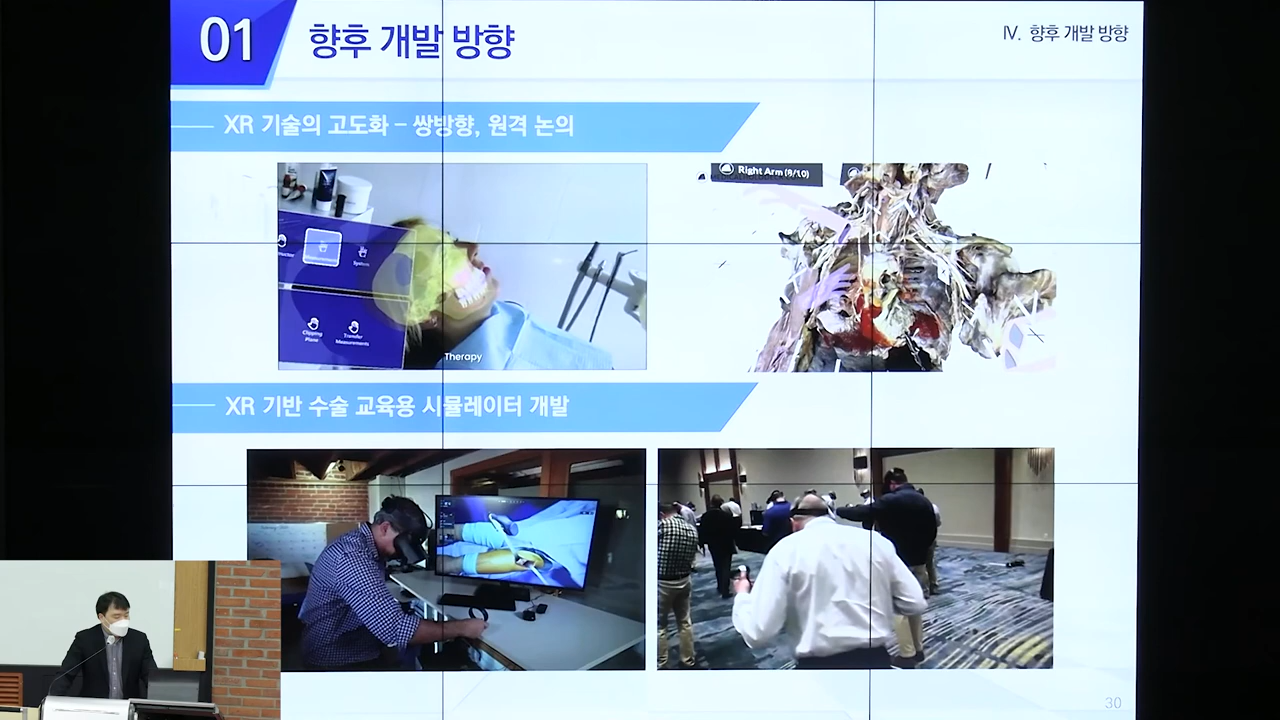 01
향후 개발 방향
Ⅳ. 향후 개발 방향
XR 기술의 고도화 - 쌍방향, 원격 논의
Right Arm (8/10)
System
Clipping Plane
Transfer Measurements
Therapy
XR 기반 수술 교육용 시뮬레이터 개발
30